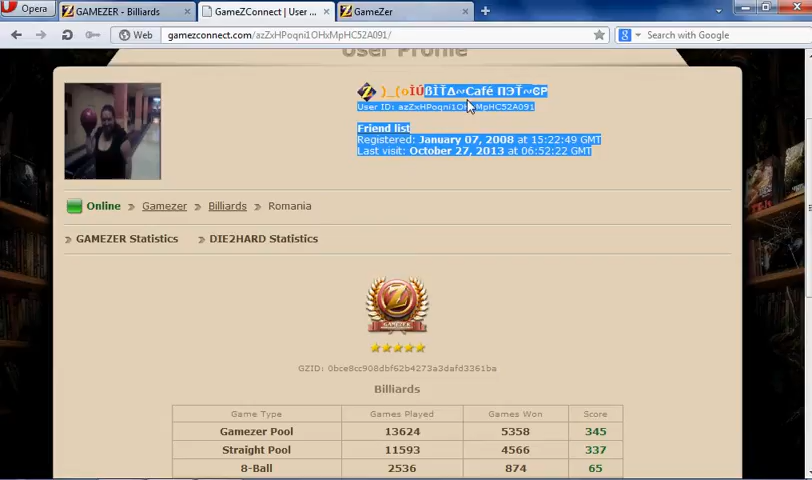 Opera
GAMEZER - Billiards
GameZConnect | User ...
GameZer
Web
gamezconnect.com/azZxHPoqni1OHxMpHC52A091/
Search with Google
User Profile
User ID: azZxHPoqni1OHxMpHC52A091
Friend list
Registered: January 07, 2008 at 15:22:49 GMT
Last visit: October 27, 2013 at 06:52:22 GMT
Online » Gamezer » Billiards » Romania
» GAMEZER Statistics » DIE2HARD Statistics
GAMEZER
GZID: 0bce8cc908dbf62b4273a3dafd3361ba
Billiards
Game Type Games Played Games Won Score
Gamezer Pool 13624 5358 345
Straight Pool 11593 4566 337
8-Ball 2536 874 65